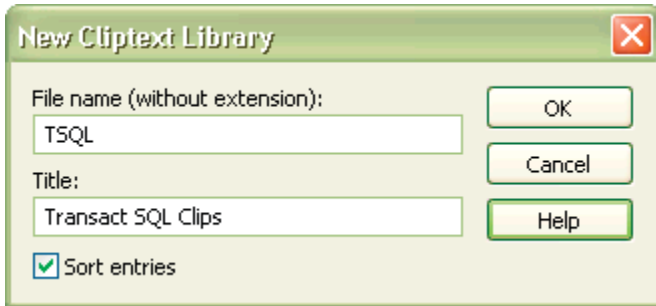 New Cliptext Library
File name (without extension):
TSQL
OK
Cancel
Title:
Transact SQL Clips
Help
Sort entries